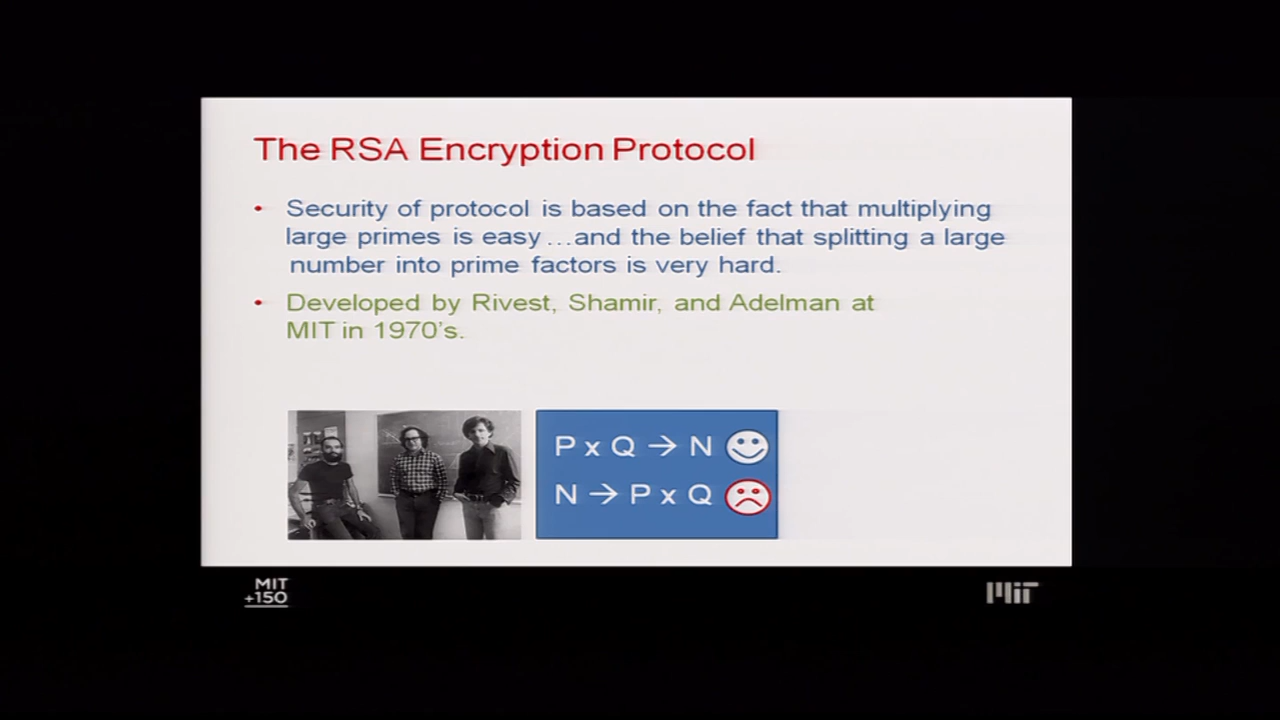 The RSA Encryption Protocol
• Security of protocol is based on the fact that multiplying
large primes is easy…and the belief that splitting a large
number into prime factors is very hard.
• Developed by Rivest, Shamir, and Adelman at
MIT in 1970's.
P x Q → N
N → P x Q
MIT
+150
MIT